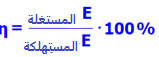 η = E المستغلة / E المستهلكة · 100 %